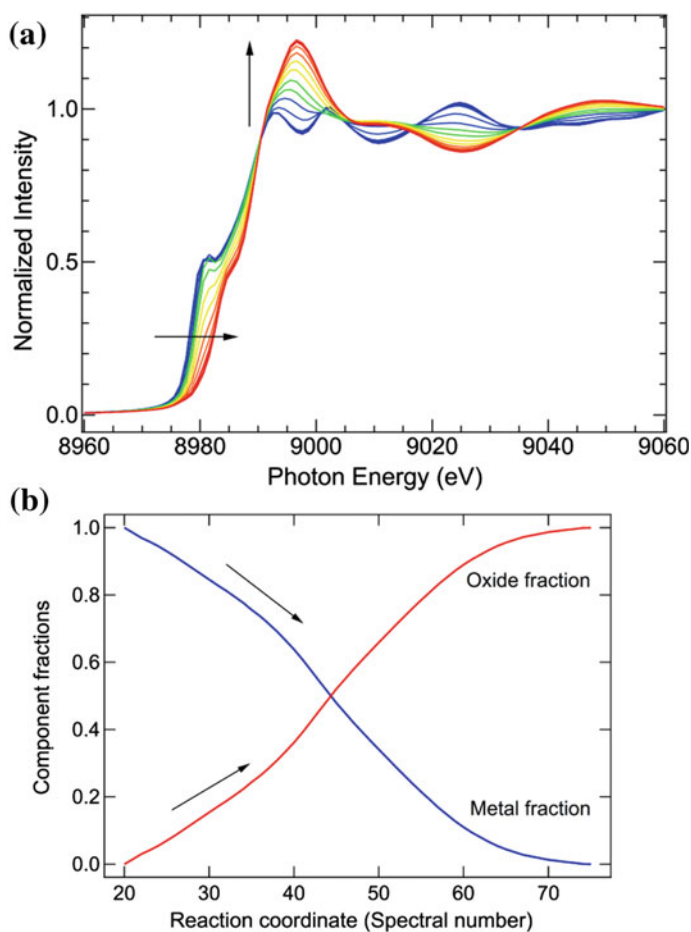 (a)
Normalized Intensity
1.0
0.5
0.0
8960 8980 9000 9020 9040 9060
Photon Energy (eV)
(b)
Component fractions
1.0
0.8
0.6
0.4
0.2
0.0
Oxide fraction
Metal fraction
20 30 40 50 60 70
Reaction coordinate (Spectral number)